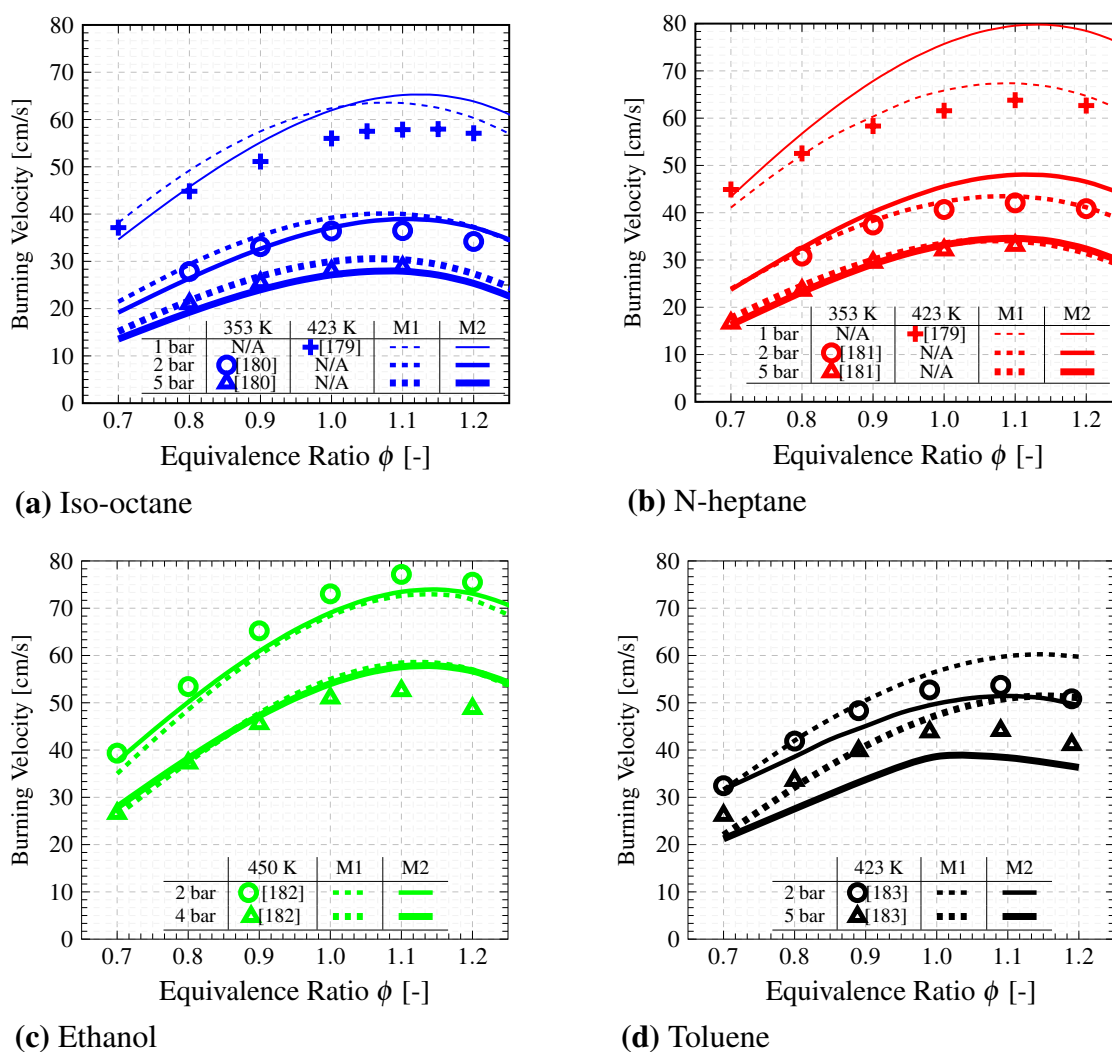 80
70
60
50
40
30
20
10
0
Burning Velocity [cm/s]
353 K 423 K M1 M2
1 bar N/A [179]
2 bar [180] N/A
5 bar [180] N/A
0.7 0.8 0.9 1.0 1.1 1.2
Equivalence Ratio ϕ [-]
(a) Iso-octane
80
70
60
50
40
30
20
10
0
Burning Velocity [cm/s]
353 K 423 K M1 M2
1 bar N/A [179]
2 bar [181] N/A
5 bar [181] N/A
0.7 0.8 0.9 1.0 1.1 1.2
Equivalence Ratio ϕ [-]
(b) N-heptane
80
70
60
50
40
30
20
10
0
Burning Velocity [cm/s]
450 K M1 M2
2 bar [182]
4 bar [182]
0.7 0.8 0.9 1.0 1.1 1.2
Equivalence Ratio ϕ [-]
(c) Ethanol
80
70
60
50
40
30
20
10
0
Burning Velocity [cm/s]
423 K M1 M2
2 bar [183]
5 bar [183]
0.7 0.8 0.9 1.0 1.1 1.2
Equivalence Ratio ϕ [-]
(d) Toluene